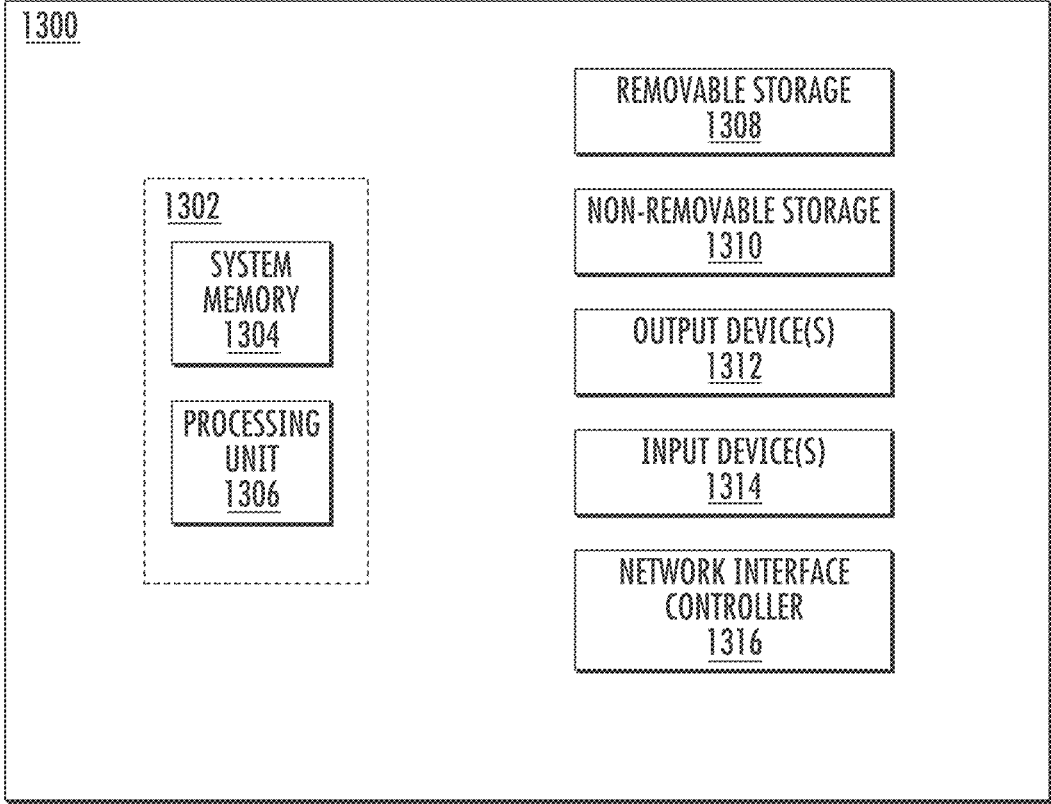 1300
1302
SYSTEM
MEMORY
1304
PROCESSING
UNIT
1306
REMOVABLE STORAGE
1308
NON-REMOVABLE STORAGE
1310
OUTPUT DEVICE(S)
1312
INPUT DEVICE(S)
1314
NETWORK INTERFACE
CONTROLLER
1316